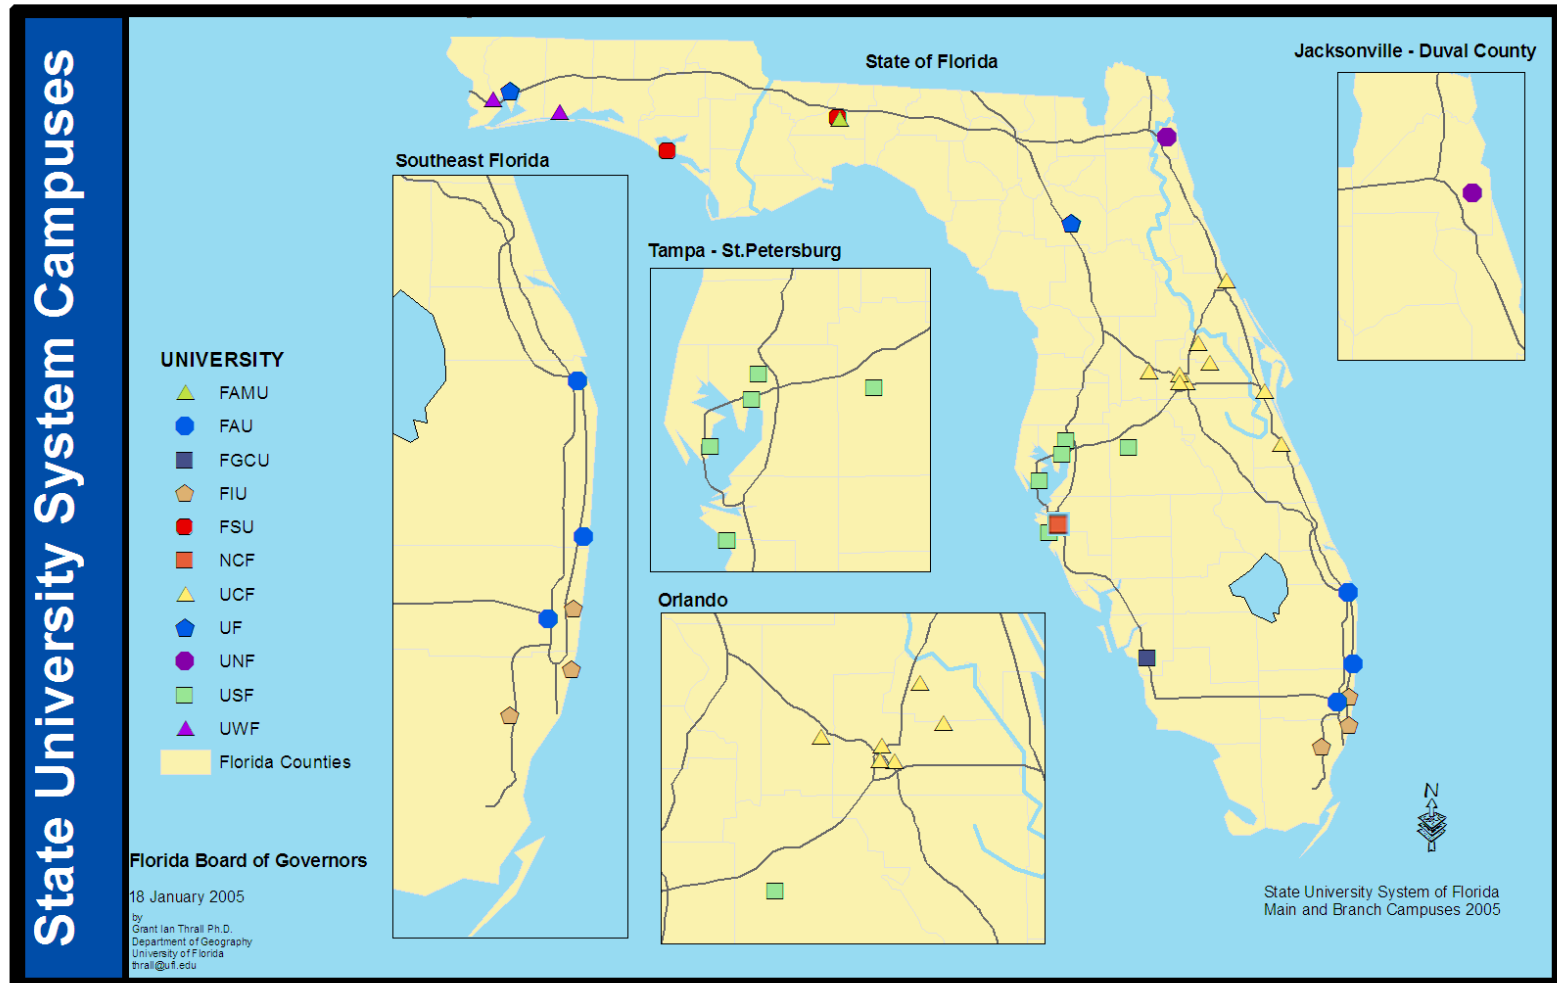 State University System Campuses
State of Florida
Jacksonville - Duval County
Southeast Florida
Tampa - St.Petersburg
UNIVERSITY
FAMU
FAU
FGCU
FIU
FSU
NCF
UCF
UF
UNF
USF
UWF
Florida Counties
Orlando
N
Florida Board of Governors
18 January 2005
by
Grant Ian Thrall Ph.D.
Department of Geography
University of Florida
thrall@ufl.edu
State University System of Florida
Main and Branch Campuses 2005